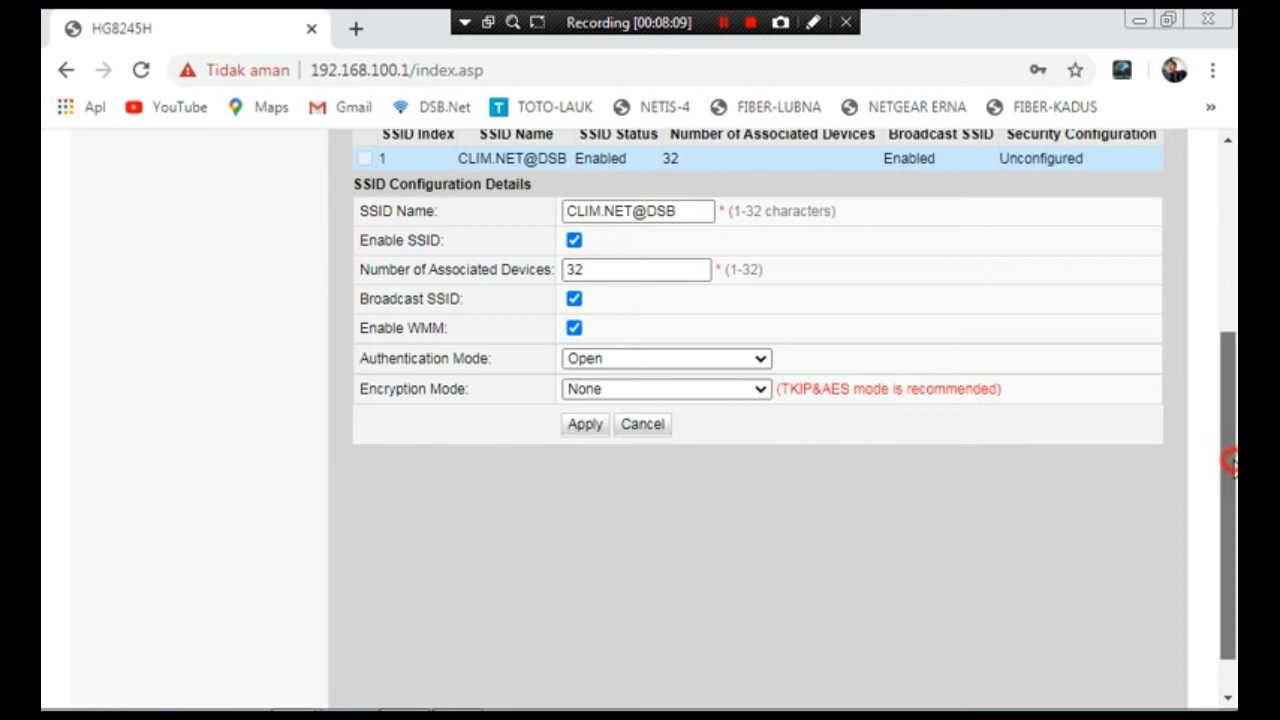 HG8245H
Recording [00:08:09]
Tidak aman
192.168.100.1/index.asp
Apl YouTube Maps Gmail DSB.Net TOTO-LAUK NETIS-4 FIBER-LUBNA NETGEAR ERNA FIBER-KADUS »
SSID Index SSID Name SSID Status Number of Associated Devices Broadcast SSID Security Configuration
1 CLIM.NET@DSB Enabled 32 Enabled Unconfigured
SSID Configuration Details
SSID Name: CLIM.NET@DSB * (1-32 characters)
Enable SSID:
Number of Associated Devices: 32 * (1-32)
Broadcast SSID:
Enable WMM:
Authentication Mode: Open
Encryption Mode: None (TKIP&AES mode is recommended)
Apply Cancel